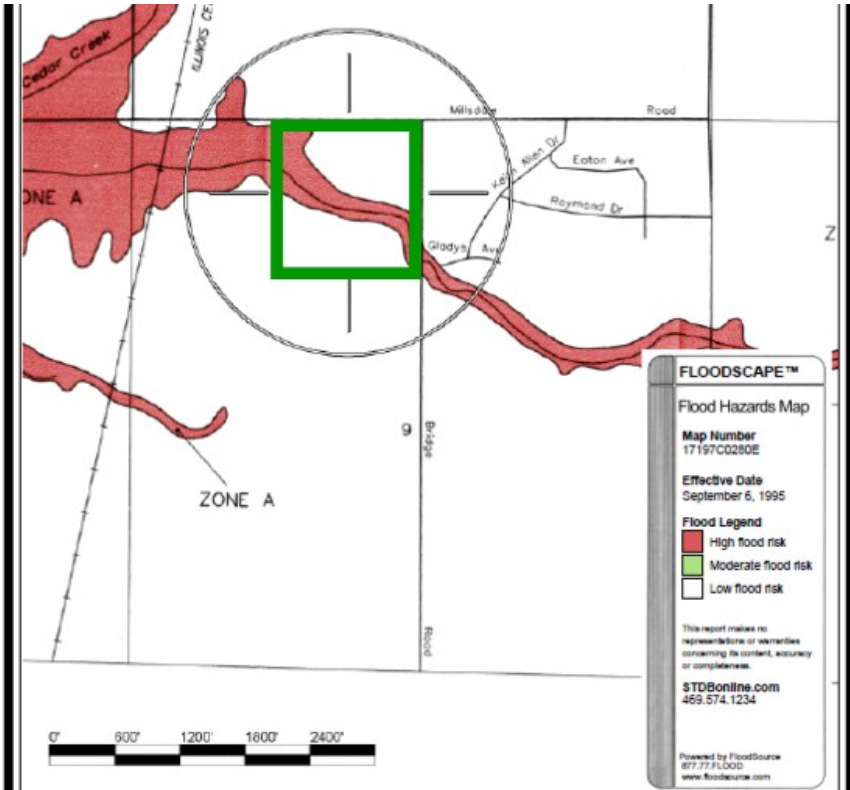 ILLINOIS CE
Cedar Creek
Millsdale Road
Kevin Allen Dr
Eaton Ave
Raymond Dr
ONE A
Z
Gladys Ave
9
Bridge
Road
ZONE A
0' 600' 1200' 1800' 2400'
FLOODSCAPE™
Flood Hazards Map
Map Number
17197C0280E
Effective Date
September 6, 1995
Flood Legend
High flood risk
Moderate flood risk
Low flood risk
This report makes no
representations or warranties
concerning its content, accuracy
or completeness.
STDBonline.com
469.574.1234
Powered by FloodSource
877.77.FLOOD
www.floodsource.com